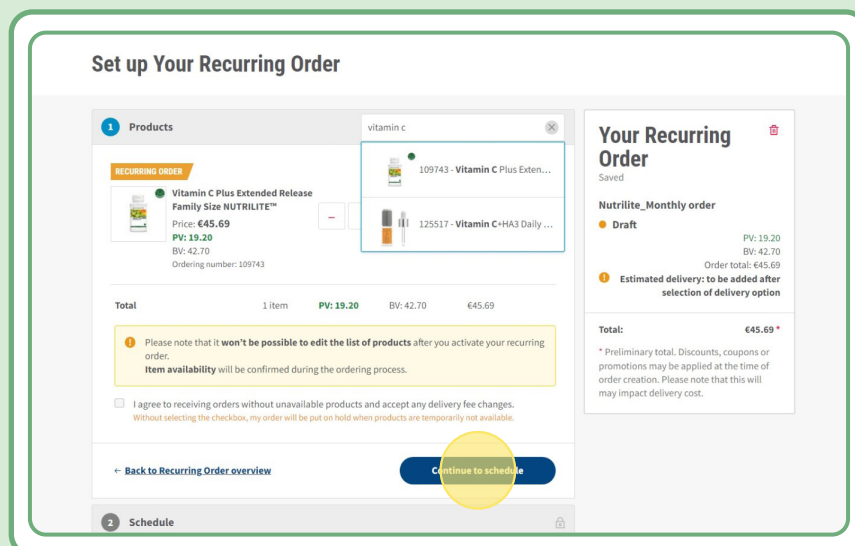 Set up Your Recurring Order
1 Products
vitamin c
109743 - Vitamin C Plus Exten...
125517 - Vitamin C+HA3 Daily ...
RECURRING ORDER
Vitamin C Plus Extended Release
Family Size NUTRILITE™
Price: €45.69
PV: 19.20
BV: 42.70
Ordering number: 109743
Total 1 item PV: 19.20 BV: 42.70 €45.69
Please note that it won't be possible to edit the list of products after you activate your recurring
order.
Item availability will be confirmed during the ordering process.
I agree to receiving orders without unavailable products and accept any delivery fee changes.
Without selecting the checkbox, my order will be put on hold when products are temporarily not available.
← Back to Recurring Order overview
Continue to schedule
2 Schedule
Your Recurring
Order
Saved
Nutrilite_Monthly order
Draft
PV: 19.20
BV: 42.70
Order total: €45.69
Estimated delivery: to be added after
selection of delivery option
Total: €45.69 *
* Preliminary total. Discounts, coupons or
promotions may be applied at the time of
order creation. Please note that this will
may impact delivery cost.